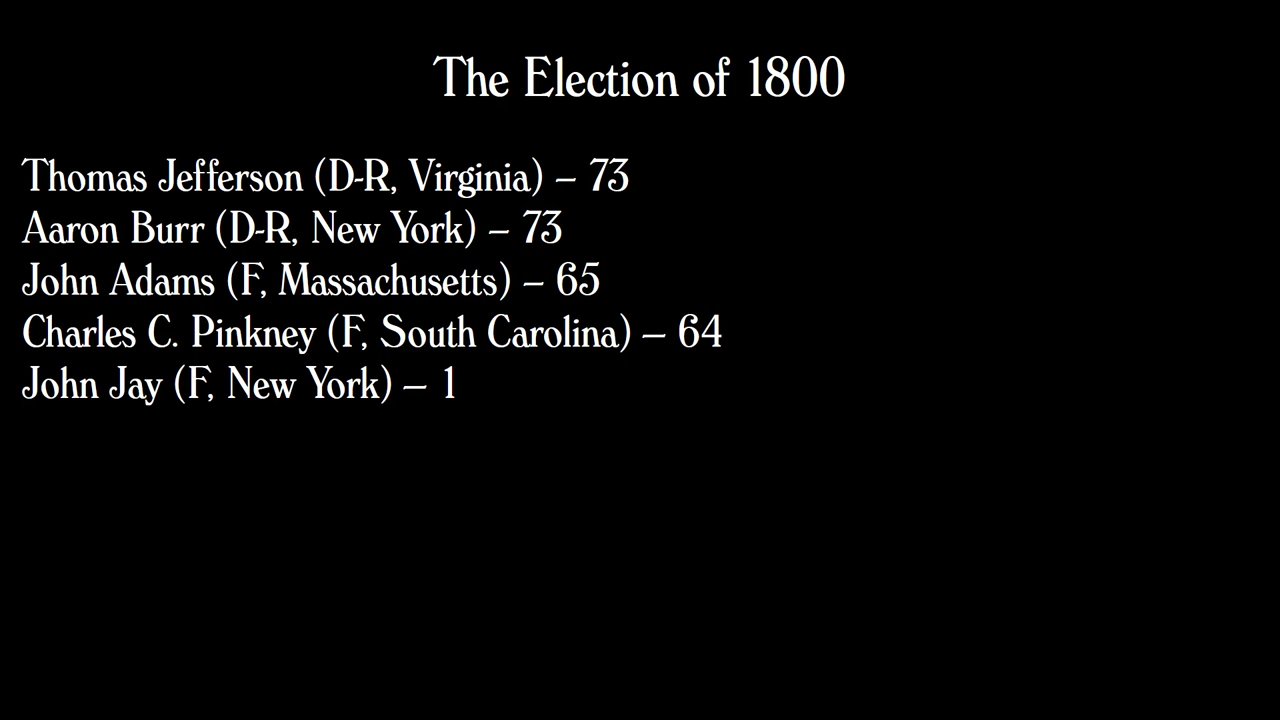 The Election of 1800
Thomas Jefferson (D-R, Virginia) – 73
Aaron Burr (D-R, New York) – 73
John Adams (F, Massachusetts) – 65
Charles C. Pinkney (F, South Carolina) – 64
John Jay (F, New York) – 1